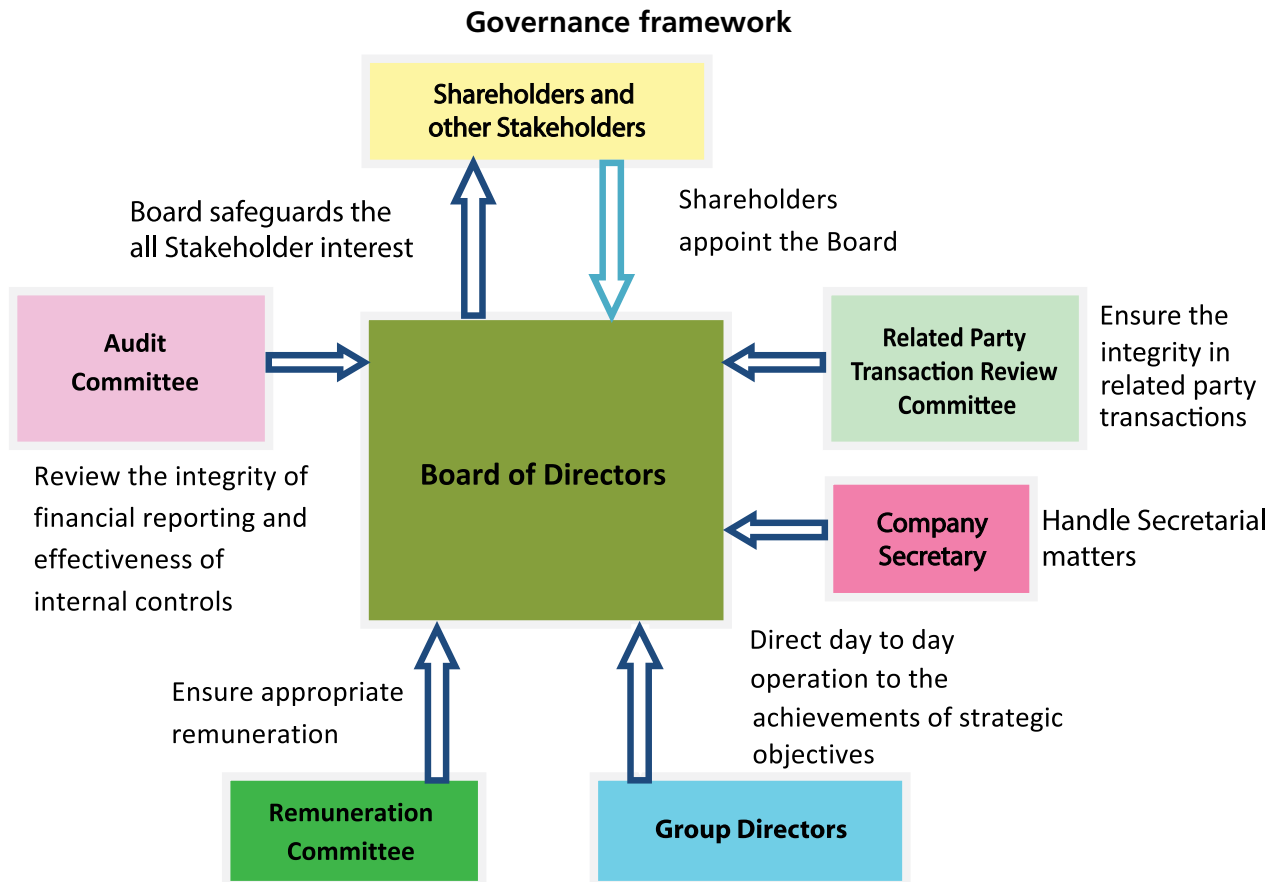 Governance framework
Shareholders and
other Stakeholders
Board safeguards the
all Stakeholder interest
Shareholders
appoint the Board
Audit
Committee
Review the integrity of
financial reporting and
effectiveness of
internal controls
Board of Directors
Related Party
Transaction Review
Committee
Ensure the
integrity in
related party
transactions
Company
Secretary
Handle Secretarial
matters
Ensure appropriate
remuneration
Remuneration
Committee
Direct day to day
operation to the
achievements of strategic
objectives
Group Directors